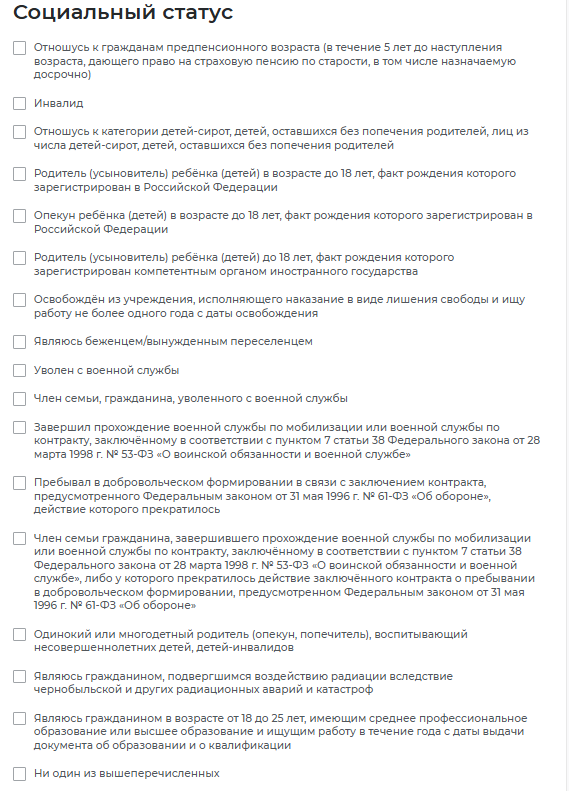 Социальный статус
Отношусь к гражданам предпенсионного возраста (в течение 5 лет до наступления
возраста, дающего право на страховую пенсию по старости, в том числе назначаемую
досрочно)
Инвалид
Отношусь к категории детей-сирот, детей, оставшихся без попечения родителей, лиц из
числа детей-сирот, детей, оставшихся без попечения родителей
Родитель (усыновитель) ребёнка (детей) в возрасте до 18 лет, факт рождения которого
зарегистрирован в Российской Федерации
Опекун ребёнка (детей) в возрасте до 18 лет, факт рождения которого зарегистрирован в
Российской Федерации
Родитель (усыновитель) ребёнка (детей) до 18 лет, факт рождения которого
зарегистрирован компетентным органом иностранного государства
Освобождён из учреждения, исполняющего наказание в виде лишения свободы и ищу
работу не более одного года с даты освобождения
Являюсь беженцем/вынужденным переселенцем
Уволен с военной службы
Член семьи, гражданина, уволенного с военной службы
Завершил прохождение военной службы по мобилизации или военной службы по
контракту, заключённому в соответствии с пунктом 7 статьи 38 Федерального закона от 28
марта 1998 г. № 53-ФЗ «О воинской обязанности и военной службе»
Пребывал в добровольческом формировании в связи с заключением контракта,
предусмотренного Федеральным законом от 31 мая 1996 г. № 61-ФЗ «Об обороне»,
действие которого прекратилось
Член семьи гражданина, завершившего прохождение военной службы по мобилизации
или военной службы по контракту, заключённому в соответствии с пунктом 7 статьи 38
Федерального закона от 28 марта 1998 г. № 53-ФЗ «О воинской обязанности и военной
службе», либо у которого прекратилось действие заключённого контракта о пребывании
в добровольческом формировании, предусмотренном Федеральным законом от 31 мая
1996 г. № 61-ФЗ «Об обороне»
Одинокий или многодетный родитель (опекун, попечитель), воспитывающий
несовершеннолетних детей, детей-инвалидов
Являюсь гражданином, подвергшимся воздействию радиации вследствие
чернобыльской и других радиационных аварий и катастроф
Являюсь гражданином в возрасте от 18 до 25 лет, имеющим среднее профессиональное
образование или высшее образование и ищущим работу в течение года с даты выдачи
документа об образовании и о квалификации
Ни один из вышеперечисленных